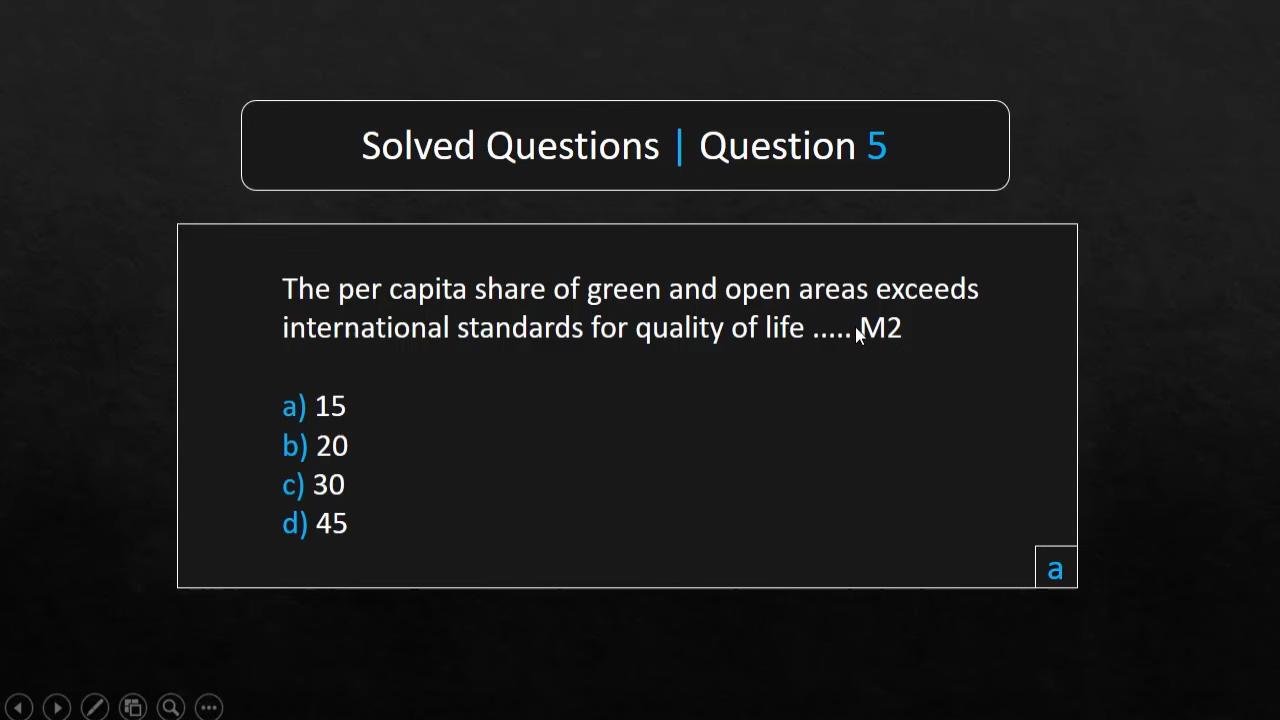 Solved Questions | Question 5
The per capita share of green and open areas exceeds
international standards for quality of life ..... M2
a) 15
b) 20
c) 30
d) 45
a